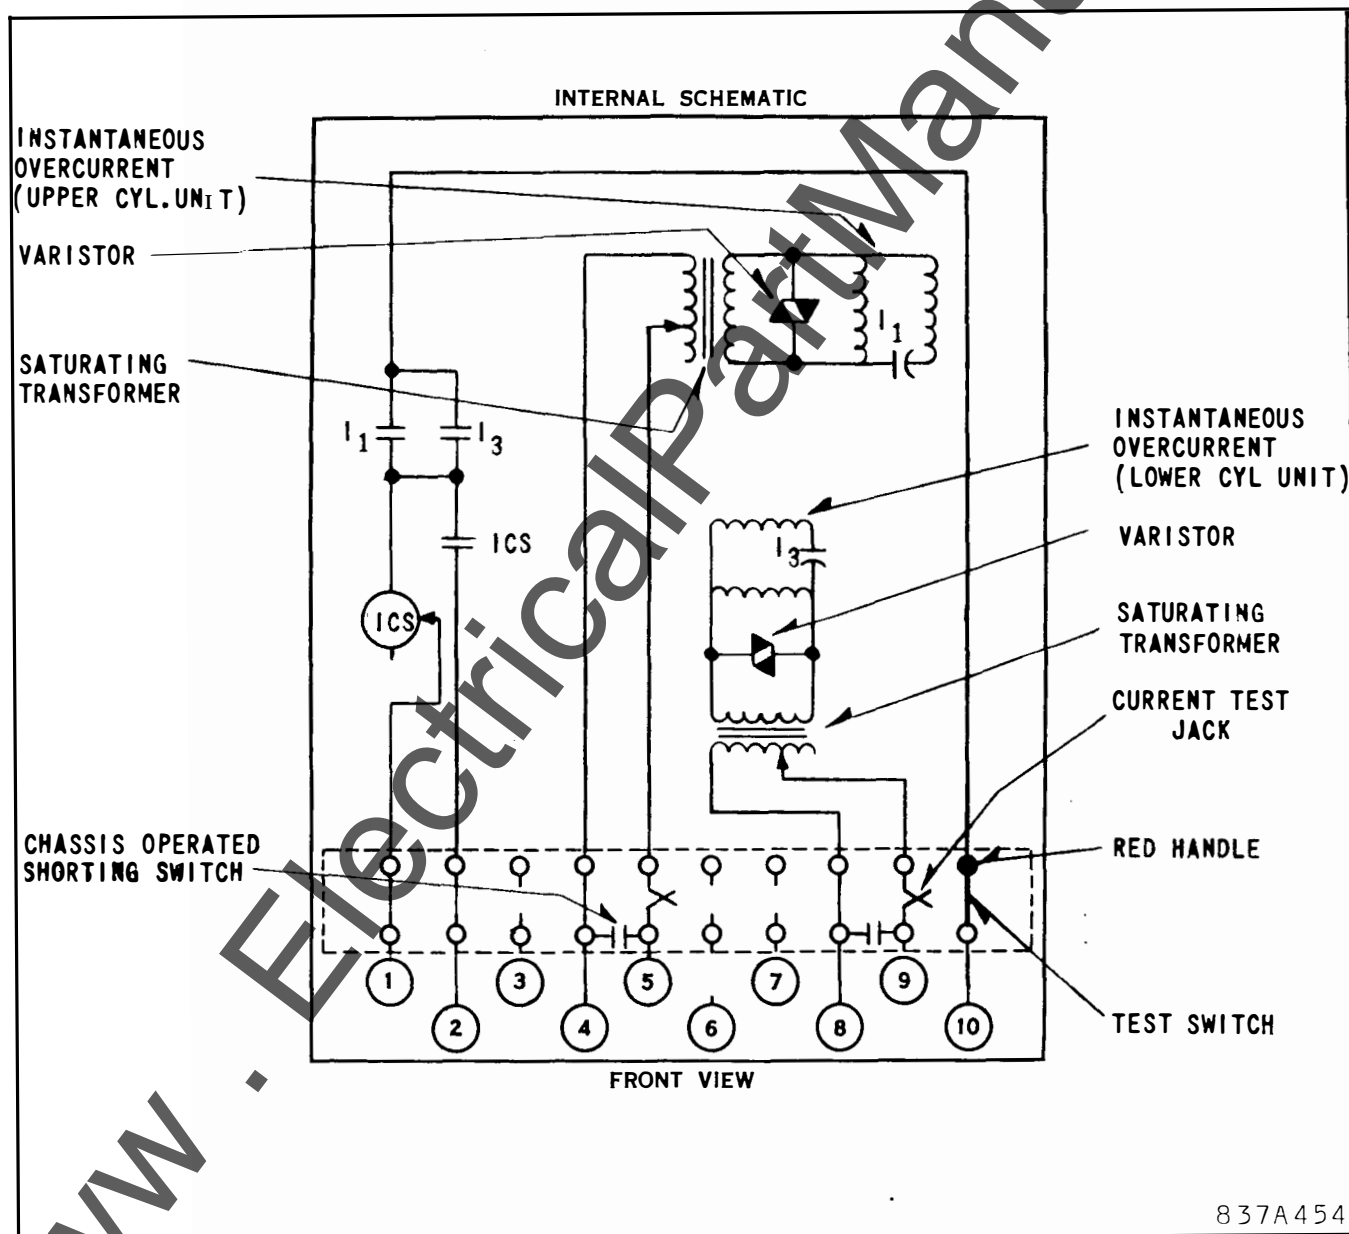 INTERNAL SCHEMATIC
INSTANTANEOUS
OVERCURRENT
(UPPER CYL.UNIT)
VARISTOR
SATURATING
TRANSFORMER
I1
I1
I3
ICS
ICS
I3
INSTANTANEOUS
OVERCURRENT
(LOWER CYL UNIT)
VARISTOR
SATURATING
TRANSFORMER
CURRENT TEST
JACK
CHASSIS OPERATED
SHORTING SWITCH
RED HANDLE
TEST SWITCH
1
2
3
4
5
6
7
8
9
10
FRONT VIEW
837A454
www . ElectricalPartManu